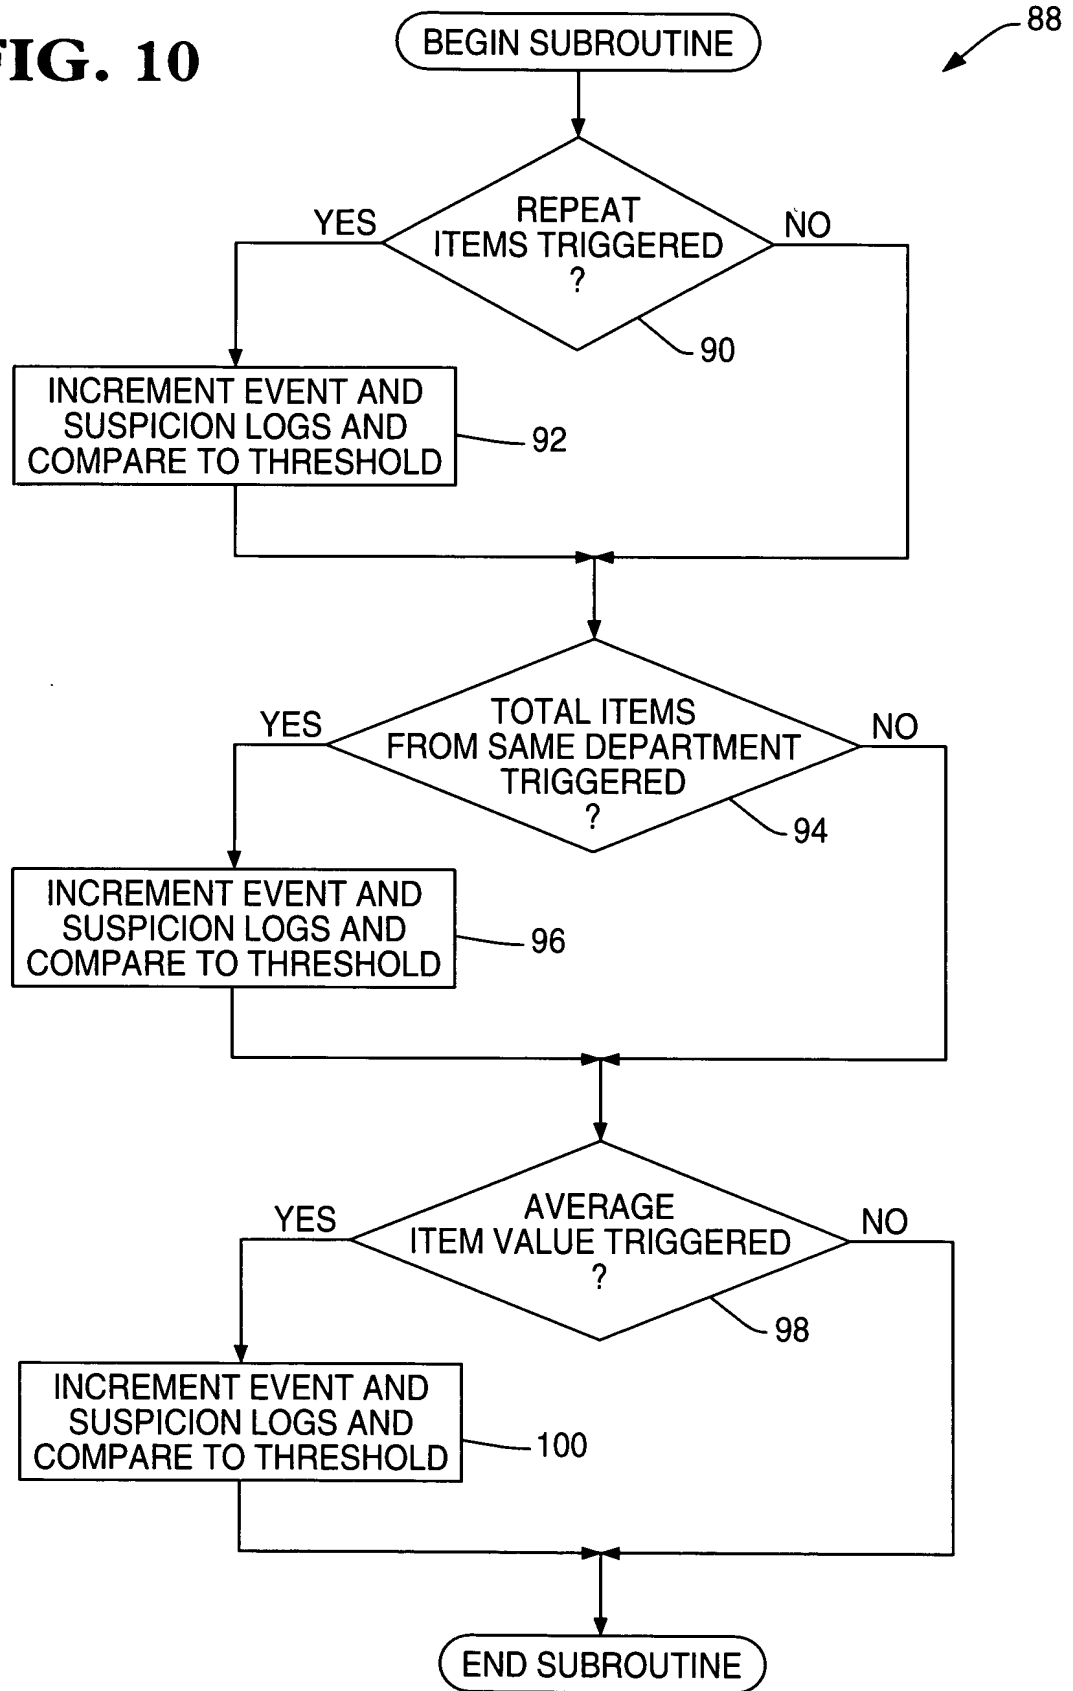 FIG. 10
88
BEGIN SUBROUTINE
REPEAT
ITEMS TRIGGERED
?
YES
NO
90
INCREMENT EVENT AND
SUSPICION LOGS AND
COMPARE TO THRESHOLD
92
TOTAL ITEMS
FROM SAME DEPARTMENT
TRIGGERED
?
YES
NO
94
INCREMENT EVENT AND
SUSPICION LOGS AND
COMPARE TO THRESHOLD
96
AVERAGE
ITEM VALUE TRIGGERED
?
YES
NO
98
INCREMENT EVENT AND
SUSPICION LOGS AND
COMPARE TO THRESHOLD
100
END SUBROUTINE